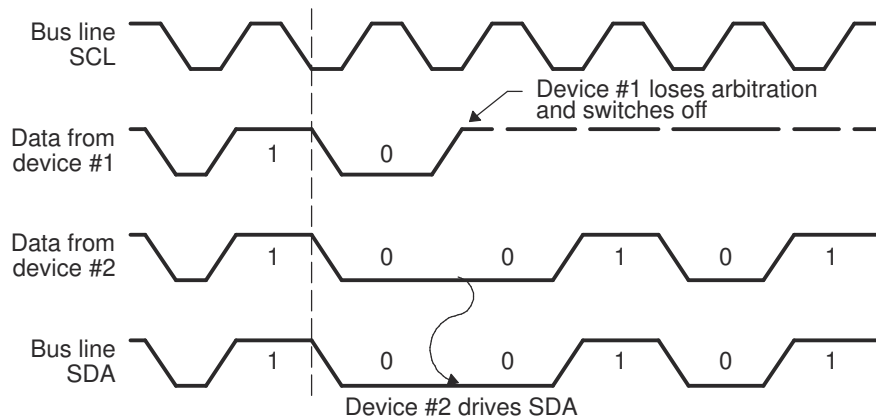 Bus line
SCL
Device #1 loses arbitration
and switches off
Data from
device #1
1 0
Data from
device #2
1 0 0 1 0 1
Bus line
SDA
1 0 0 1 0 1
Device #2 drives SDA